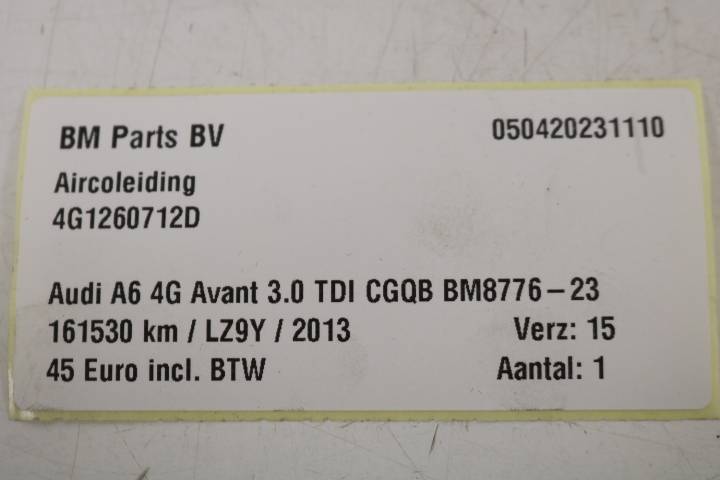 BM Parts BV 050420231110
Aircoleiding
4G1260712D
Audi A6 4G Avant 3.0 TDI CGQB BM8776-23
161530 km / LZ9Y / 2013 Verz: 15
45 Euro incl. BTW Aantal: 1